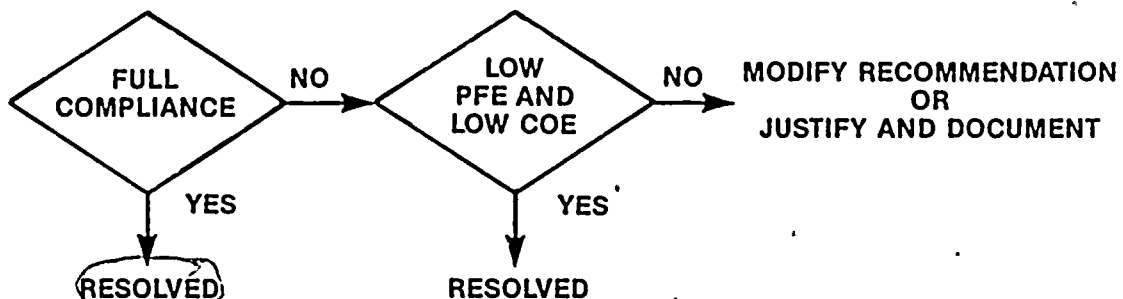 FULL
COMPLIANCE
NO
LOW
PFE AND
LOW COE
NO
MODIFY RECOMMENDATION
OR
JUSTIFY AND DOCUMENT
YES
YES
RESOLVED
RESOLVED